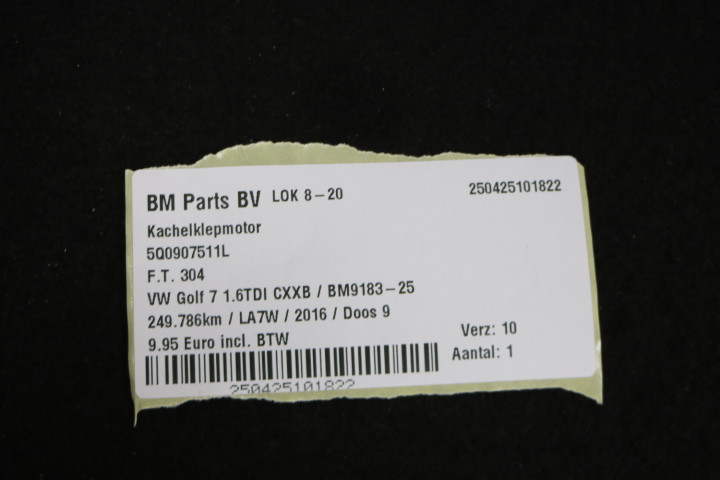 BM Parts BV LOK 8-20 250425101822
Kachelklepmotor
5Q0907511L
F.T. 304
VW Golf 7 1.6TDI CXXB / BM9183-25
249.786km / LA7W / 2016 / Doos 9
9.95 Euro incl. BTW Verz: 10
Aantal: 1
250425101822